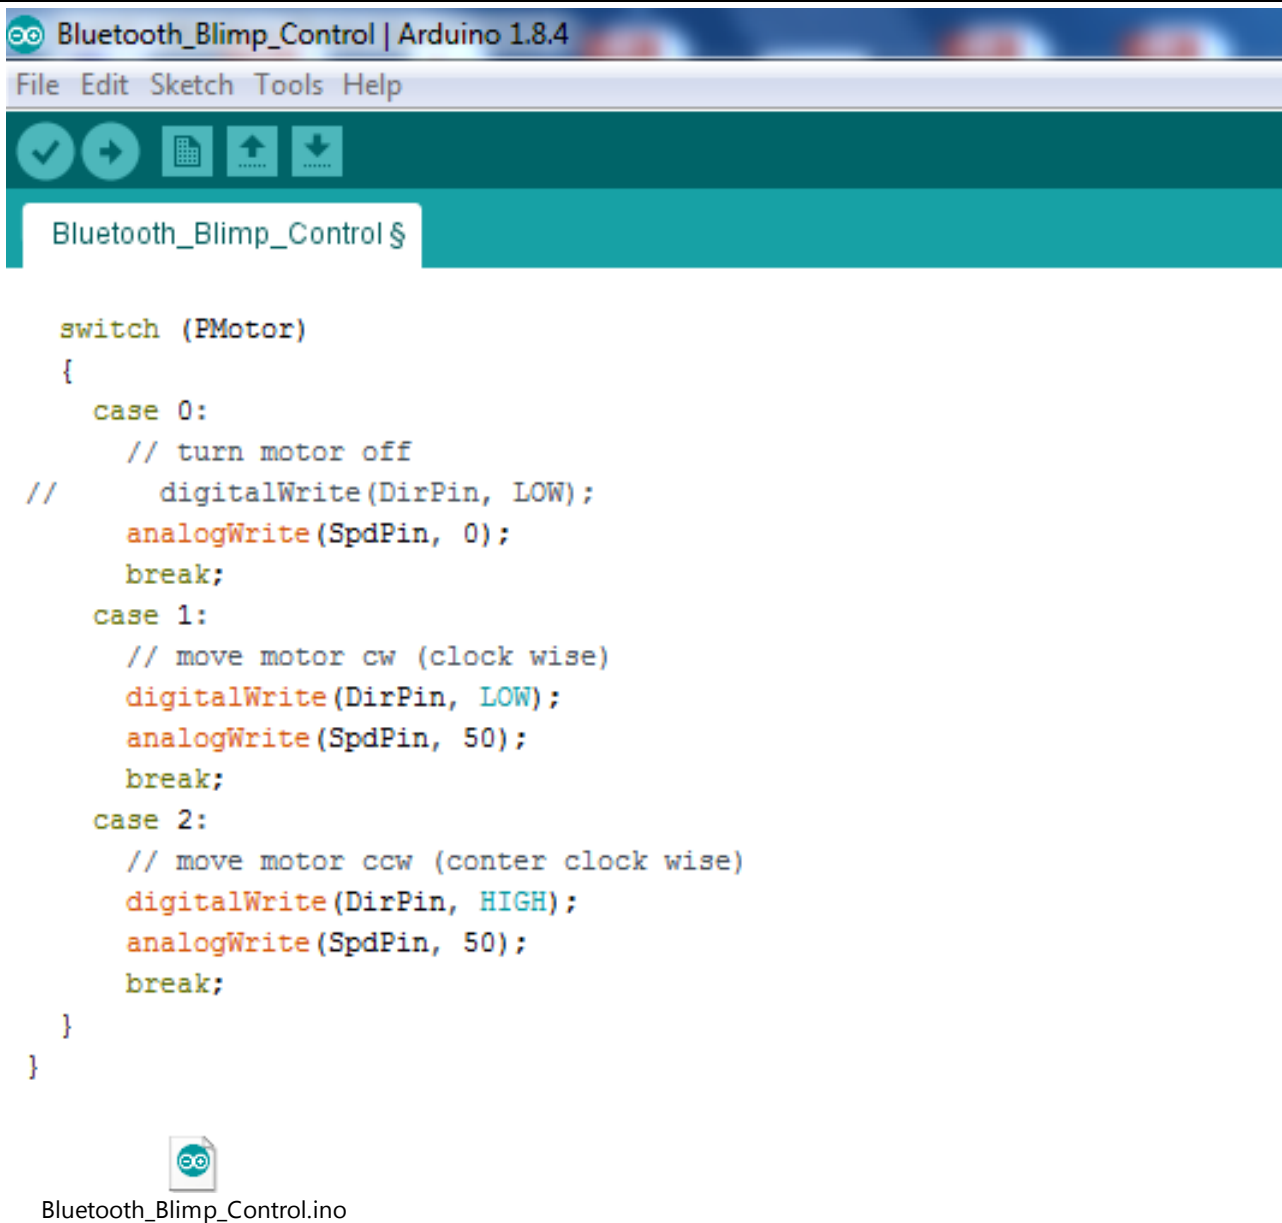 Bluetooth_Blimp_Control | Arduino 1.8.4
File Edit Sketch Tools Help
Bluetooth_Blimp_Control §
switch (PMotor)
{
case 0:
// turn motor off
// digitalWrite(DirPin, LOW);
analogWrite(SpdPin, 0);
break;
case 1:
// move motor cw (clock wise)
digitalWrite(DirPin, LOW);
analogWrite(SpdPin, 50);
break;
case 2:
// move motor ccw (conter clock wise)
digitalWrite(DirPin, HIGH);
analogWrite(SpdPin, 50);
break;
}
}
Bluetooth_Blimp_Control.ino